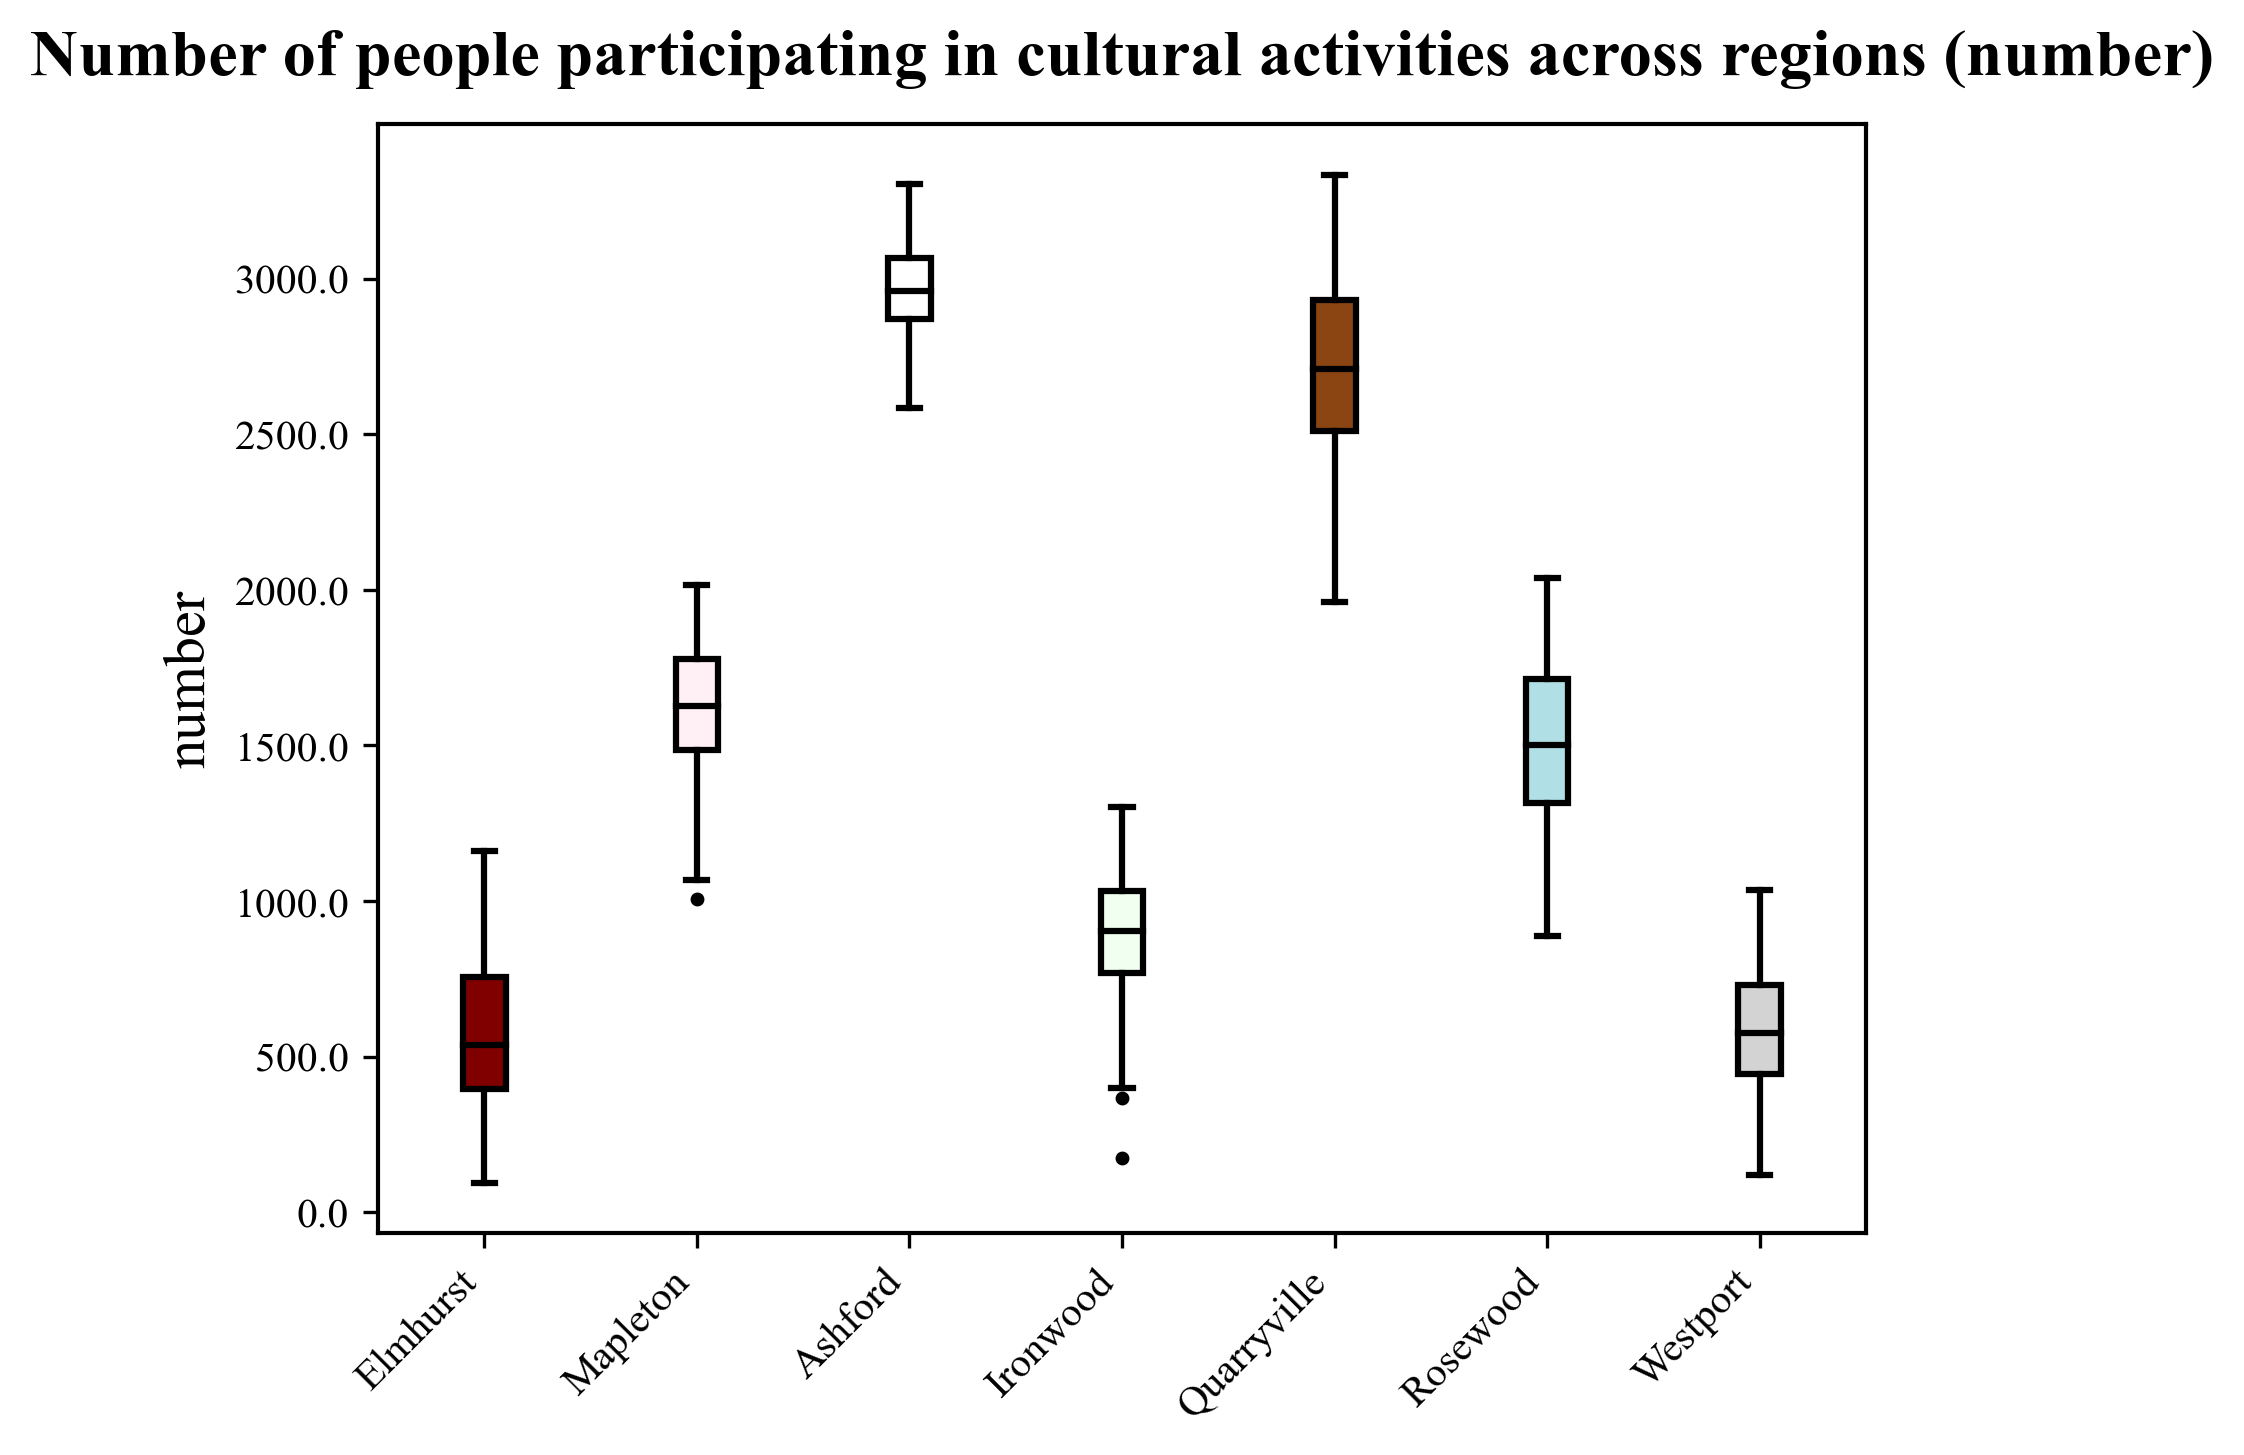 Number of people participating in cultural activities across regions (number)
number
3000.0
2500.0
2000.0
1500.0
1000.0
500.0
0.0
Elmhurst
Mapleton
Ashford
Ironwood
Quarryville
Rosewood
Westport